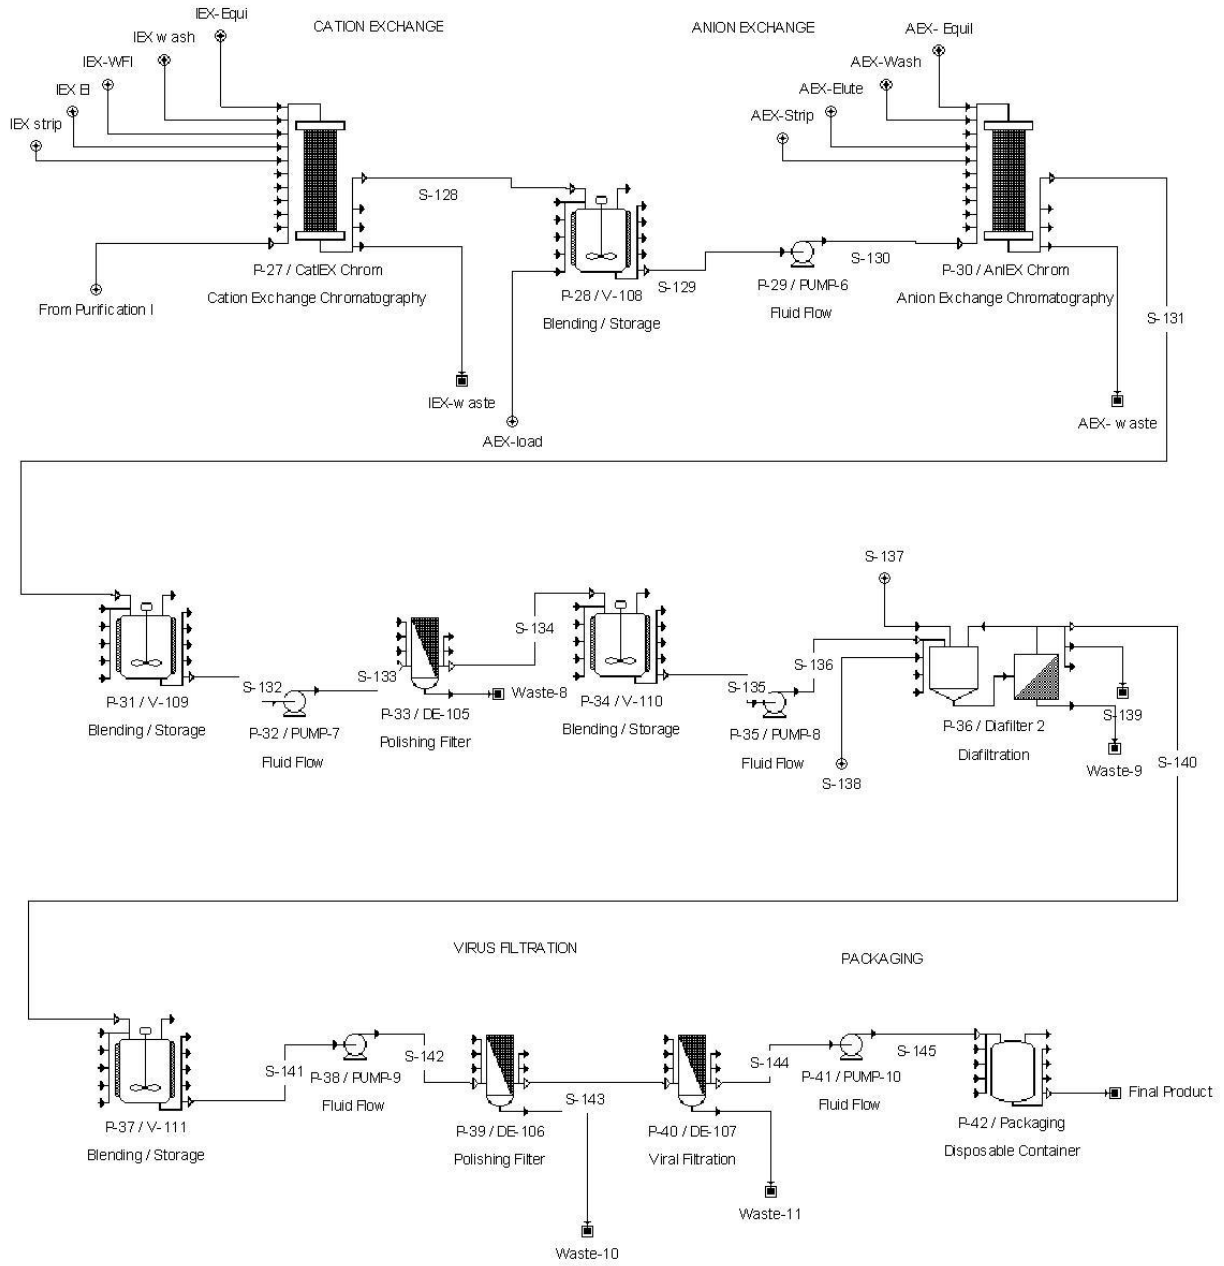 IEX-Equi
CATION EXCHANGE
ANION EXCHANGE
AEX- Equil
IEX w ash
IEX-WFI
AEX-Wash
IEX El
AEX-Elute
IEX strip
AEX-Strip
S-128
P-27 / CatIEX Chrom
Cation Exchange Chromatography
From Purification I
P-28 / V-108
Blending / Storage
S-129
P-29 / PUMP-6
Fluid Flow
S-130
P-30 / AnIEX Chrom
Anion Exchange Chromatography
S-131
IEX-w aste
AEX-load
AEX- w aste
S-137
S-134
S-136
S-132
S-133
Waste-8
S-135
P-31 / V-109
Blending / Storage
P-32 / PUMP-7
Fluid Flow
P-33 / DE-105
Polishing Filter
P-34 / V-110
Blending / Storage
P-35 / PUMP-8
Fluid Flow
S-138
P-36 / Diafilter 2
Diafiltration
S-139
Waste-9
S-140
VIRUS FILTRATION
PACKAGING
S-141
P-38 / PUMP-9
Fluid Flow
S-142
S-143
S-144
P-41 / PUMP-10
Fluid Flow
S-145
Final Product
P-37 / V-111
Blending / Storage
P-39 / DE-106
Polishing Filter
P-40 / DE-107
Viral Filtration
P-42 / Packaging
Disposable Container
Waste-11
Waste-10